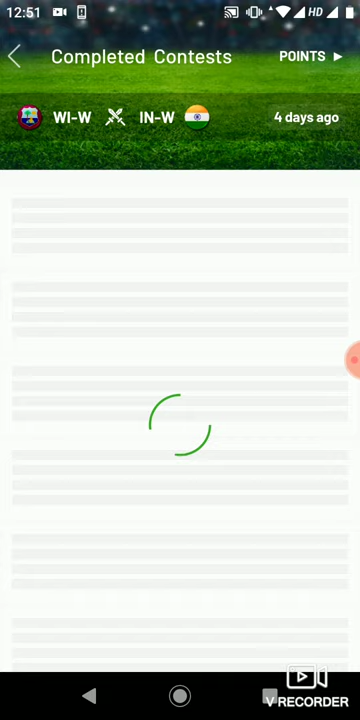 12:51 HD
Completed Contests POINTS
WI-W IN-W 4 days ago
V RECORDER